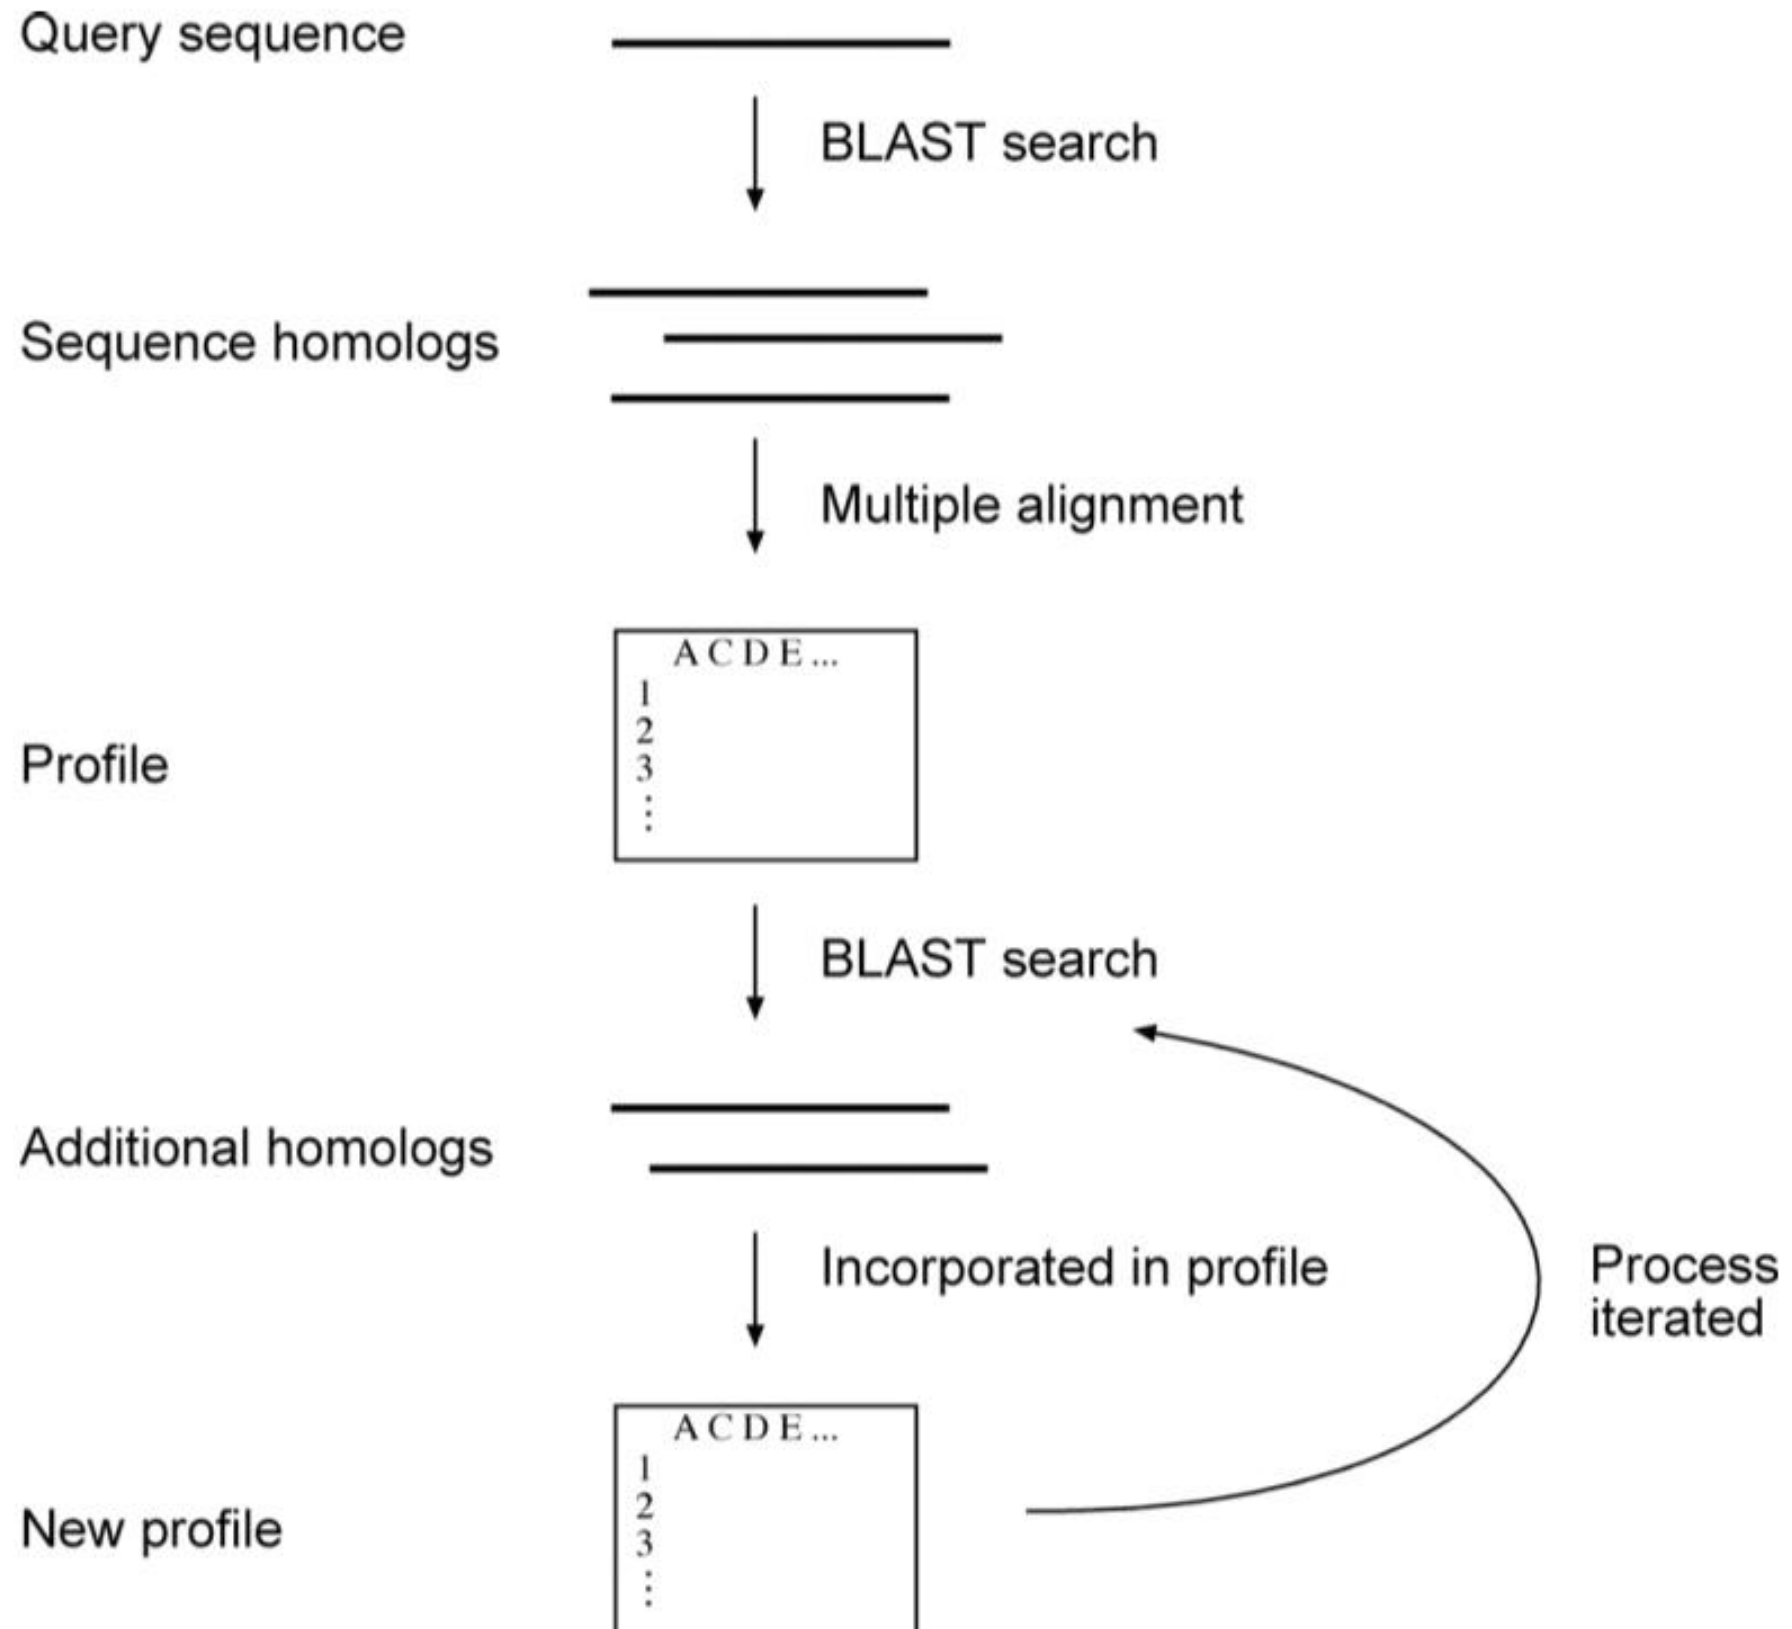 Query sequence
BLAST search
Sequence homologs
Multiple alignment
A C D E ...
1
2
3
⋮
Profile
BLAST search
Additional homologs
Incorporated in profile
Process
iterated
A C D E ...
1
2
3
⋮
New profile